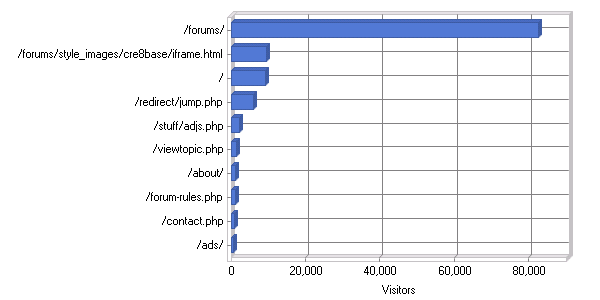 /forums/
/forums/style_images/cre8base/iframe.html
/
/redirect/jump.php
/stuff/adjs.php
/viewtopic.php
/about/
/forum-rules.php
/contact.php
/ads/
0 20,000 40,000 60,000 80,000
Visitors